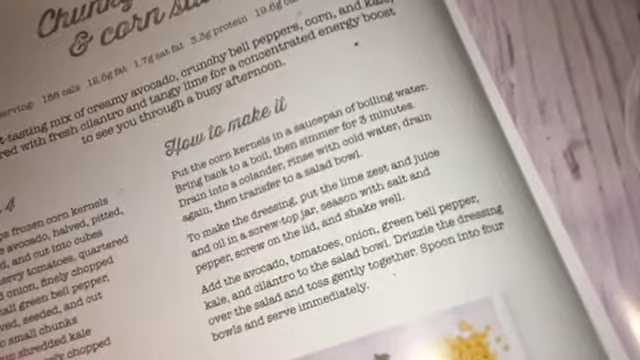 Chunky
& corn
serving: 188 cals 12.6g fat 1.7g sat fat 3.3g protein 19.6g
-tasting mix of creamy avocado, crunchy bell peppers, corn, and kale,
red with fresh cilantro and tangy lime for a concentrated energy boost
to see you through a busy afternoon.
4
frozen corn kernels
avocado, halved, pitted,
and cut into cubes
cherry tomatoes, quartered
onion, finely chopped
small green bell pepper,
seeded, and cut
small chunks
shredded kale
chopped
How to make it
Put the corn kernels in a saucepan of boiling water.
Bring back to a boil, then simmer for 3 minutes.
Drain into a colander, rinse with cold water, drain
again, then transfer to a salad bowl.
To make the dressing, put the lime zest and juice
and oil in a screw-top jar, season with salt and
pepper, screw on the lid, and shake well.
Add the avocado, tomatoes, onion, green bell pepper,
kale, and cilantro to the salad bowl. Drizzle the dressing
over the salad and toss gently together. Spoon into four
bowls and serve immediately.